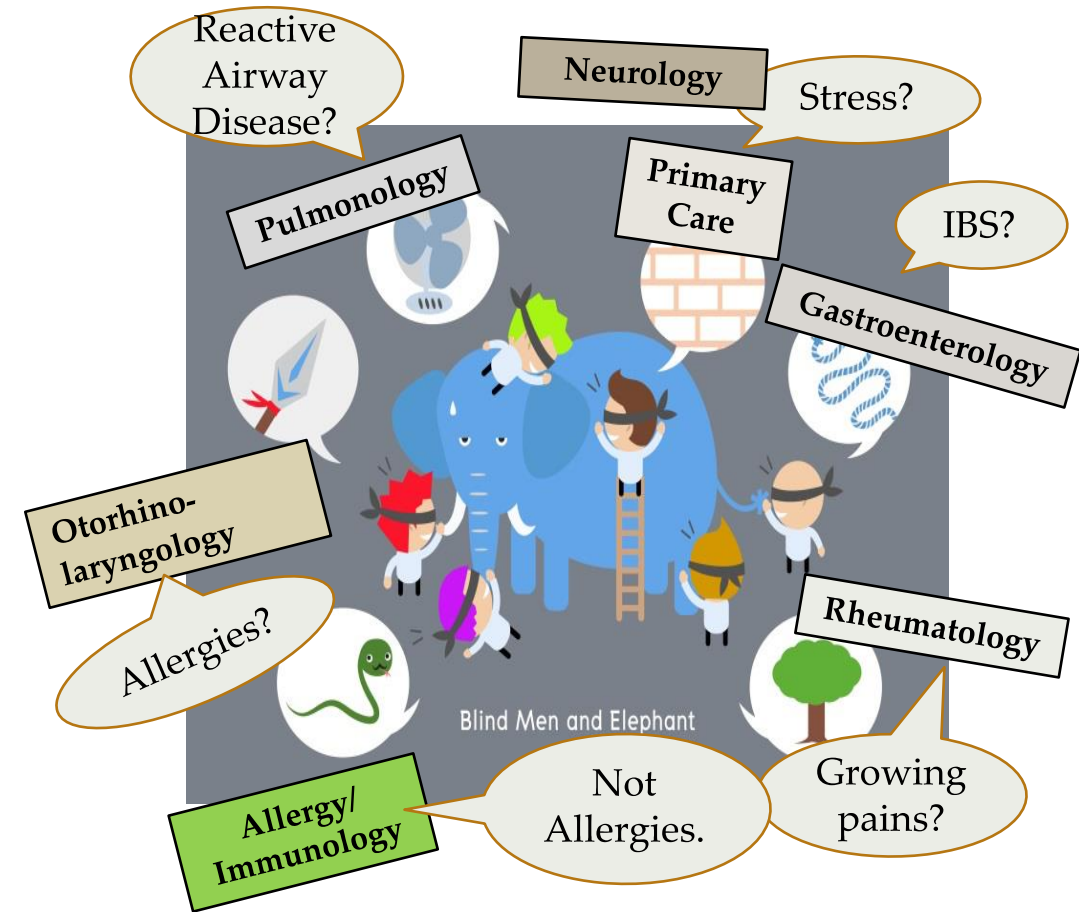 Reactive
Airway
Disease?
Neurology
Stress?
Pulmonology
Primary
Care
IBS?
Gastroenterology
Otorhino-
laryngology
Allergies?
Rheumatology
Blind Men and Elephant
Growing
pains?
Not
Allergies.
Allergy/
Immunology